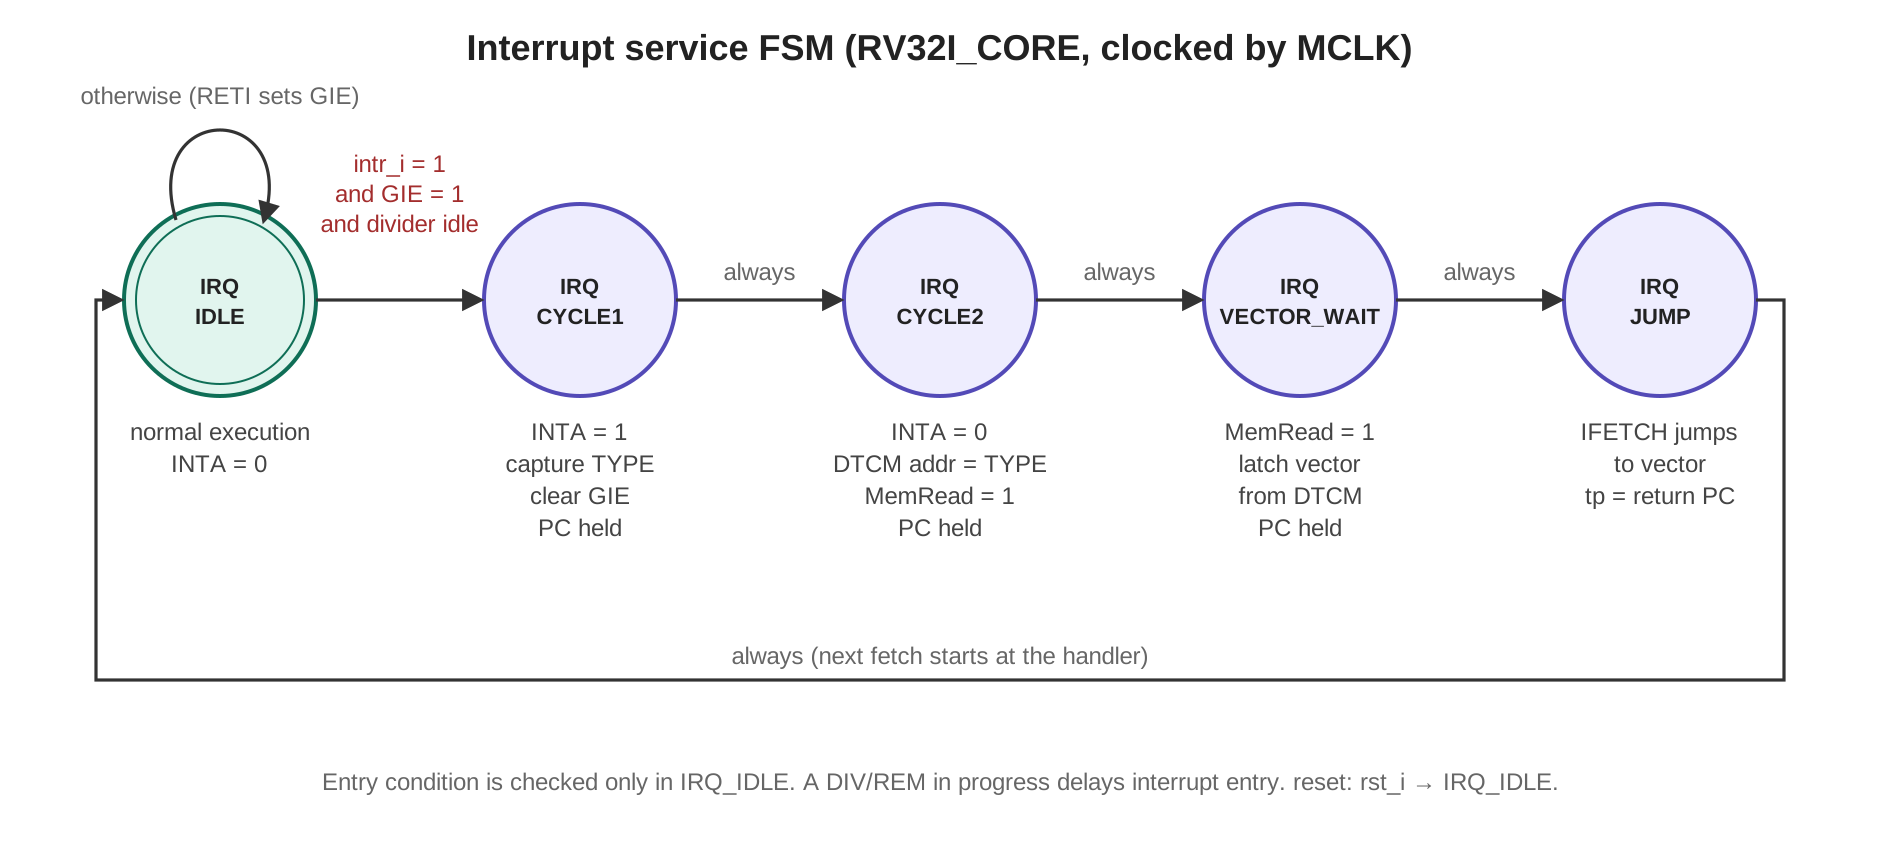 Interrupt service FSM (RV32I_CORE, clocked by MCLK)
otherwise (RETI sets GIE)
intr_i = 1
and GIE = 1
and divider idle
IRQ
IDLE
IRQ
CYCLE1
always
IRQ
CYCLE2
always
IRQ
VECTOR_WAIT
always
IRQ
JUMP
normal execution
INTA = 0
INTA = 1
capture TYPE
clear GIE
PC held
INTA = 0
DTCM addr = TYPE
MemRead = 1
PC held
MemRead = 1
latch vector
from DTCM
PC held
IFETCH jumps
to vector
tp = return PC
always (next fetch starts at the handler)
Entry condition is checked only in IRQ_IDLE. A DIV/REM in progress delays interrupt entry. reset: rst_i → IRQ_IDLE.